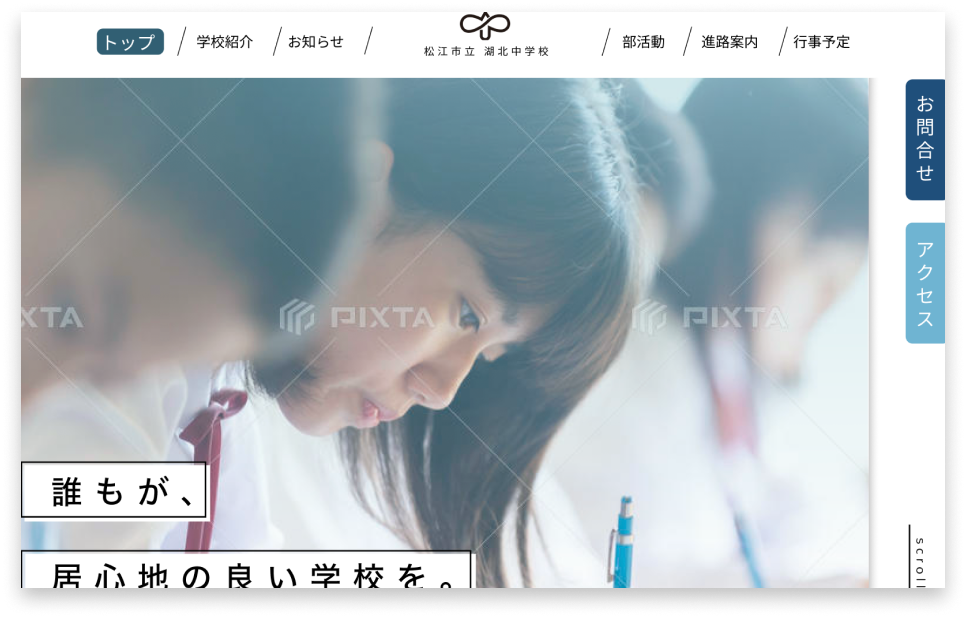 トップ
学校紹介
お知らせ
松江市立 湖北中学校
部活動
進路案内
行事予定
お問合せ
アクセス
PIXTA
PIXTA
誰もが、
居心地の良い学校を。
scroll